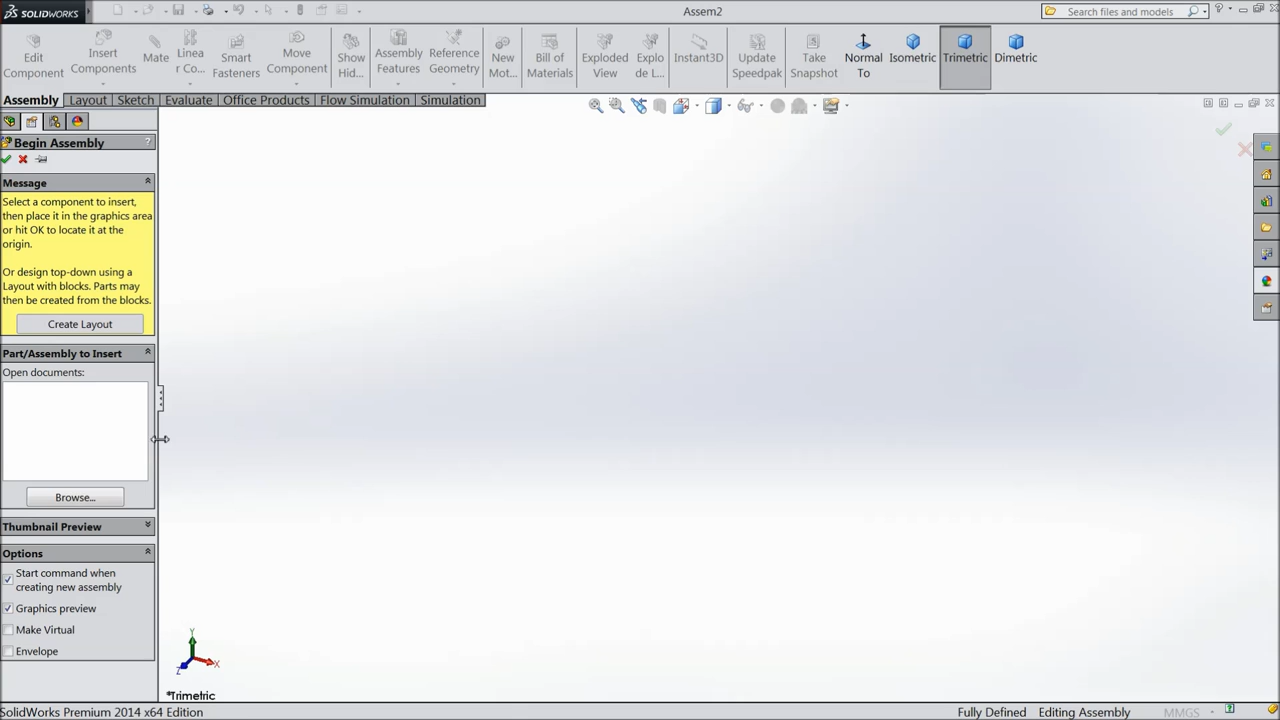 SOLIDWORKS
Assem2
Search files and models
?
Edit
Component
Insert
Components
Mate
Linea
r Co...
Smart
Fasteners
Move
Component
Show
Hid...
Assembly
Features
Reference
Geometry
New
Mot...
Bill of
Materials
Exploded
View
Explo
de L...
Instant3D
Update
Speedpak
Take
Snapshot
Normal
To
Isometric
Trimetric
Dimetric
Assembly
Layout
Sketch
Evaluate
Office Products
Flow Simulation
Simulation
Begin Assembly
?
Message
Select a component to insert,
then place it in the graphics area
or hit OK to locate it at the
origin.
Or design top-down using a
Layout with blocks. Parts may
then be created from the blocks.
Create Layout
Part/Assembly to Insert
Open documents:
Browse...
Thumbnail Preview
Options
Start command when
creating new assembly
Graphics preview
Make Virtual
Envelope
Y
X
Z
*Trimetric
SolidWorks Premium 2014 x64 Edition
Fully Defined
Editing Assembly
MMGS
?